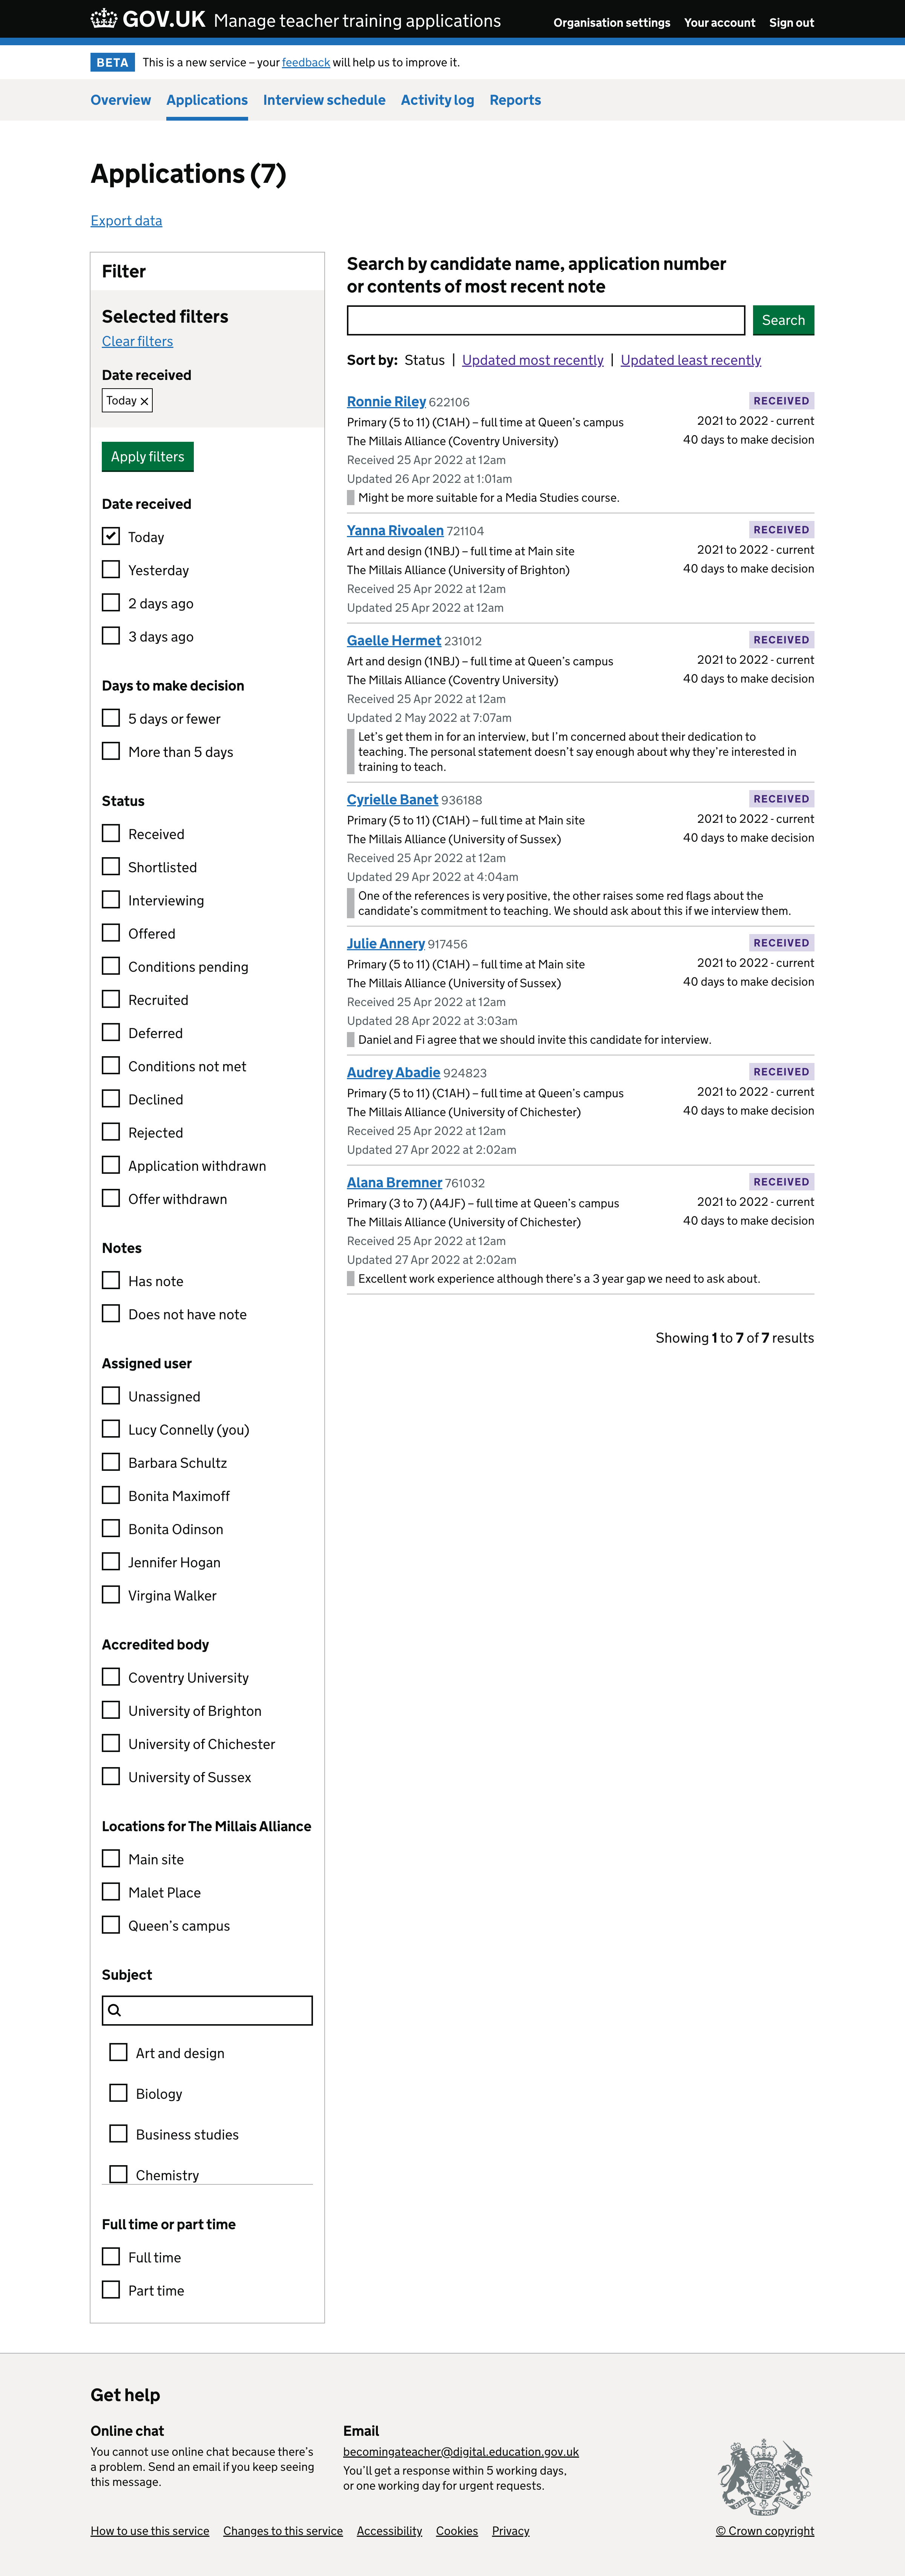 GOV.UK Manage teacher training applications
Organisation settings Your account Sign out
BETA This is a new service – your feedback will help us to improve it.
Overview Applications Interview schedule Activity log Reports
Applications (7)
Export data
Filter
Selected filters
Clear filters
Date received
Today ×
Apply filters
Date received
Today
Yesterday
2 days ago
3 days ago
Days to make decision
5 days or fewer
More than 5 days
Status
Received
Shortlisted
Interviewing
Offered
Conditions pending
Recruited
Deferred
Conditions not met
Declined
Rejected
Application withdrawn
Offer withdrawn
Notes
Has note
Does not have note
Assigned user
Unassigned
Lucy Connelly (you)
Barbara Schultz
Bonita Maximoff
Bonita Odinson
Jennifer Hogan
Virgina Walker
Accredited body
Coventry University
University of Brighton
University of Chichester
University of Sussex
Locations for The Millais Alliance
Main site
Malet Place
Queen’s campus
Subject
Art and design
Biology
Business studies
Chemistry
Full time or part time
Full time
Part time
Search by candidate name, application number
or contents of most recent note
Search
Sort by: Status | Updated most recently | Updated least recently
Ronnie Riley 622106
RECEIVED
Primary (5 to 11) (C1AH) – full time at Queen’s campus
2021 to 2022 - current
The Millais Alliance (Coventry University)
40 days to make decision
Received 25 Apr 2022 at 12am
Updated 26 Apr 2022 at 1:01am
Might be more suitable for a Media Studies course.
Yanna Rivoalen 721104
RECEIVED
Art and design (1NBJ) – full time at Main site
2021 to 2022 - current
The Millais Alliance (University of Brighton)
40 days to make decision
Received 25 Apr 2022 at 12am
Updated 25 Apr 2022 at 12am
Gaelle Hermet 231012
RECEIVED
Art and design (1NBJ) – full time at Queen’s campus
2021 to 2022 - current
The Millais Alliance (Coventry University)
40 days to make decision
Received 25 Apr 2022 at 12am
Updated 2 May 2022 at 7:07am
Let’s get them in for an interview, but I’m concerned about their dedication to
teaching. The personal statement doesn’t say enough about why they’re interested in
training to teach.
Cyrielle Banet 936188
RECEIVED
Primary (5 to 11) (C1AH) – full time at Main site
2021 to 2022 - current
The Millais Alliance (University of Sussex)
40 days to make decision
Received 25 Apr 2022 at 12am
Updated 29 Apr 2022 at 4:04am
One of the references is very positive, the other raises some red flags about the
candidate’s commitment to teaching. We should ask about this if we interview them.
Julie Annery 917456
RECEIVED
Primary (5 to 11) (C1AH) – full time at Main site
2021 to 2022 - current
The Millais Alliance (University of Sussex)
40 days to make decision
Received 25 Apr 2022 at 12am
Updated 28 Apr 2022 at 3:03am
Daniel and Fi agree that we should invite this candidate for interview.
Audrey Abadie 924823
RECEIVED
Primary (5 to 11) (C1AH) – full time at Queen’s campus
2021 to 2022 - current
The Millais Alliance (University of Chichester)
40 days to make decision
Received 25 Apr 2022 at 12am
Updated 27 Apr 2022 at 2:02am
Alana Bremner 761032
RECEIVED
Primary (3 to 7) (A4JF) – full time at Queen’s campus
2021 to 2022 - current
The Millais Alliance (University of Chichester)
40 days to make decision
Received 25 Apr 2022 at 12am
Updated 27 Apr 2022 at 2:02am
Excellent work experience although there’s a 3 year gap we need to ask about.
Showing 1 to 7 of 7 results
Get help
Online chat
You cannot use online chat because there’s
a problem. Send an email if you keep seeing
this message.
Email
becomingateacher@digital.education.gov.uk
You’ll get a response within 5 working days,
or one working day for urgent requests.
How to use this service Changes to this service Accessibility Cookies Privacy
© Crown copyright